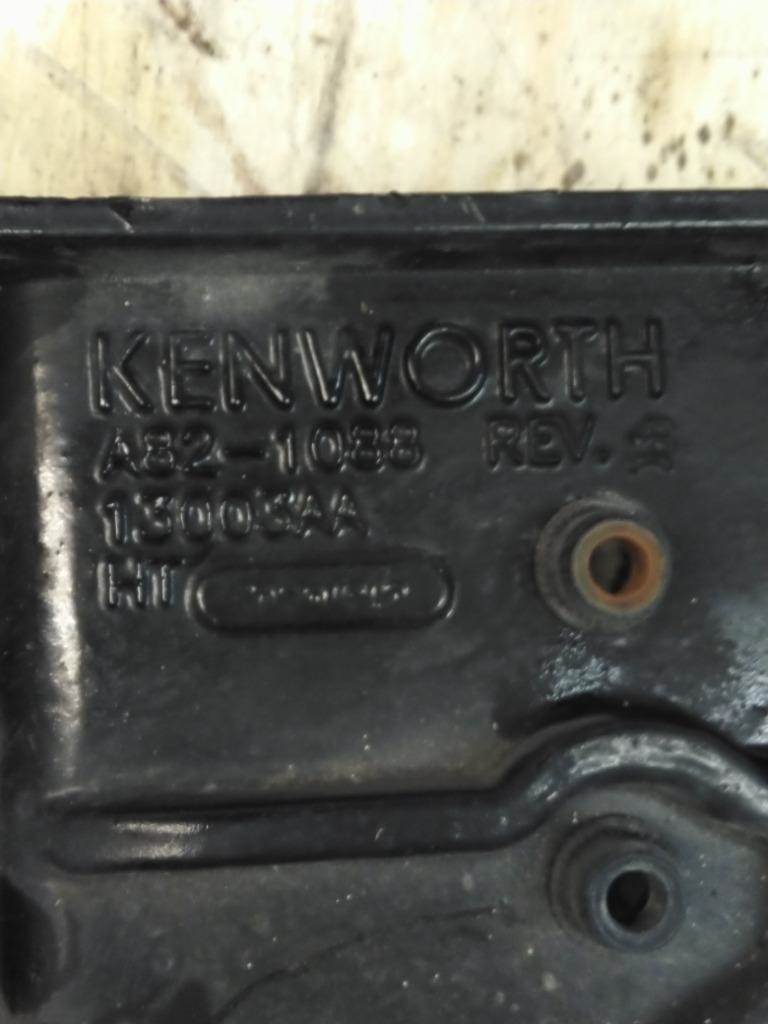 KENWORTH
A82-1088 REV.
13003AA
HT